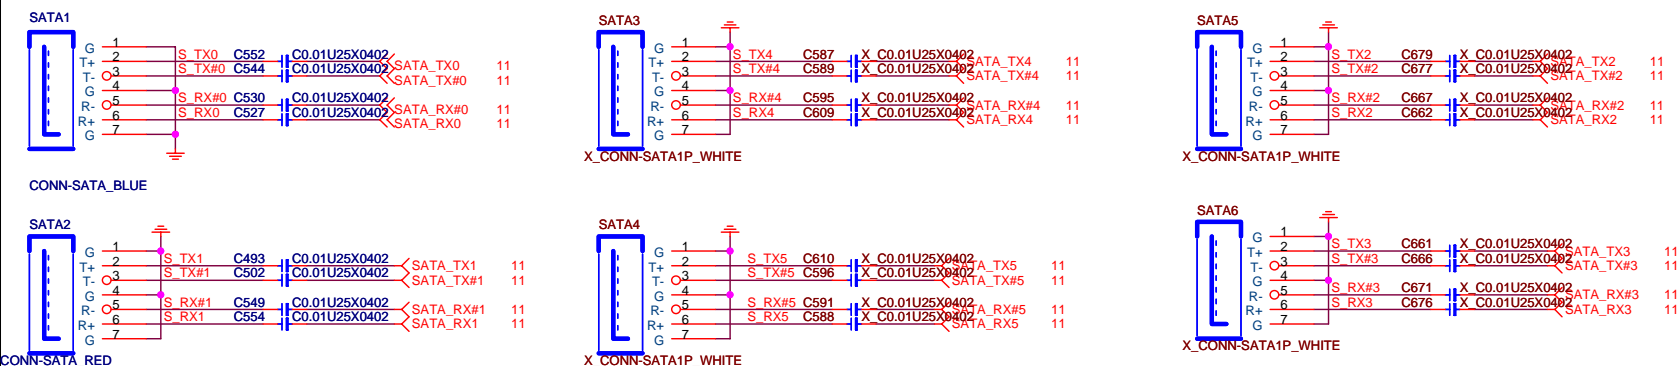 SATA1
G 1
T+ 2 S_TX0 C552 C0.01U25X0402 SATA_TX0 11
T- 3 S_TX#0 C544 C0.01U25X0402 SATA_TX#0 11
G 4
R- 5 S_RX#0 C530 C0.01U25X0402 SATA_RX#0 11
R+ 6 S_RX0 C527 C0.01U25X0402 SATA_RX0 11
G 7
CONN-SATA_BLUE
SATA2
G 1
T+ 2 S_TX1 C493 C0.01U25X0402 SATA_TX1 11
T- 3 S_TX#1 C502 C0.01U25X0402 SATA_TX#1 11
G 4
R- 5 S_RX#1 C549 C0.01U25X0402 SATA_RX#1 11
R+ 6 S_RX1 C554 C0.01U25X0402 SATA_RX1 11
G 7
CONN-SATA_RED
SATA3
G 1
T+ 2 S_TX4 C587 X_C0.01U25X0402 SATA_TX4 11
T- 3 S_TX#4 C589 X_C0.01U25X0402 SATA_TX#4 11
G 4
R- 5 S_RX#4 C595 X_C0.01U25X0402 SATA_RX#4 11
R+ 6 S_RX4 C609 X_C0.01U25X0402 SATA_RX4 11
G 7
X_CONN-SATA1P_WHITE
SATA4
G 1
T+ 2 S_TX5 C610 X_C0.01U25X0402 SATA_TX5 11
T- 3 S_TX#5 C596 X_C0.01U25X0402 SATA_TX#5 11
G 4
R- 5 S_RX#5 C591 X_C0.01U25X0402 SATA_RX#5 11
R+ 6 S_RX5 C588 X_C0.01U25X0402 SATA_RX5 11
G 7
X_CONN-SATA1P_WHITE
SATA5
G 1
T+ 2 S_TX2 C679 X_C0.01U25X0402 SATA_TX2 11
T- 3 S_TX#2 C677 X_C0.01U25X0402 SATA_TX#2 11
G 4
R- 5 S_RX#2 C667 X_C0.01U25X0402 SATA_RX#2 11
R+ 6 S_RX2 C662 X_C0.01U25X0402 SATA_RX2 11
G 7
X_CONN-SATA1P_WHITE
SATA6
G 1
T+ 2 S_TX3 C661 X_C0.01U25X0402 SATA_TX3 11
T- 3 S_TX#3 C666 X_C0.01U25X0402 SATA_TX#3 11
G 4
R- 5 S_RX#3 C671 X_C0.01U25X0402 SATA_RX#3 11
R+ 6 S_RX3 C676 X_C0.01U25X0402 SATA_RX3 11
G 7
X_CONN-SATA1P_WHITE